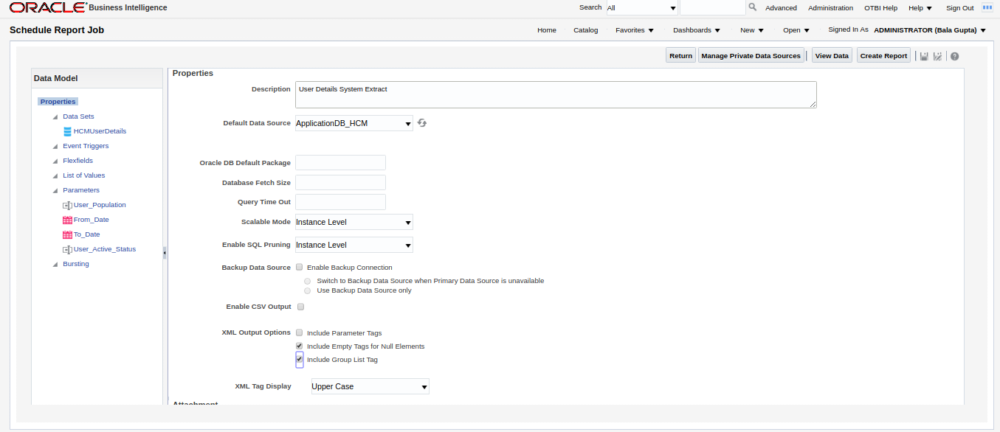 ORACLE Business Intelligence Search All Advanced Administration OTBI Help Help Sign Out
Schedule Report Job Home Catalog Favorites Dashboards New Open Signed In As ADMINISTRATOR (Bala Gupta)
Return Manage Private Data Sources View Data Create Report
Data Model
Properties
Data Sets
HCMUserDetails
Event Triggers
Flexfields
List of Values
Parameters
User_Population
From_Date
To_Date
User_Active_Status
Bursting
Properties
Description User Details System Extract
Default Data Source ApplicationDB_HCM
Oracle DB Default Package
Database Fetch Size
Query Time Out
Scalable Mode Instance Level
Enable SQL Pruning Instance Level
Backup Data Source Enable Backup Connection
Switch to Backup Data Source when Primary Data Source is unavailable
Use Backup Data Source only
Enable CSV Output
XML Output Options Include Parameter Tags
Include Empty Tags for Null Elements
Include Group List Tag
XML Tag Display Upper Case
Attachment